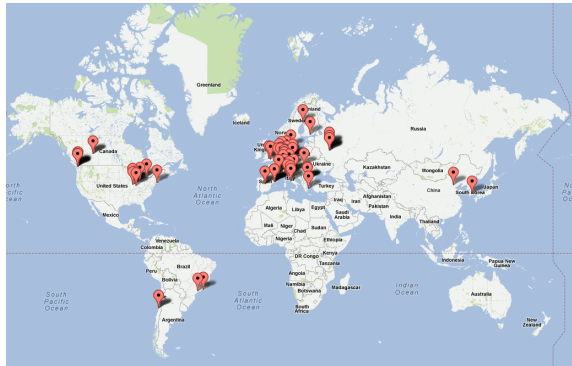 Greenland
Iceland
Finland
Sweden
Russia
Canada
Ukraine
Kazakhstan
Mongolia
United States
North
Pacific
Ocean
North
Atlantic
Ocean
Turkey
China
Japan
South Korea
Afghanistan
Pakistan
Iraq
Iran
Algeria
Libya
Egypt
Saudi
Arabia
India
Thailand
Mexico
Mali
Niger
Chad
Sudan
Nigeria
Ethiopia
Venezuela
Colombia
DR Congo
Kenya
Tanzania
Indonesia
Papua New
Guinea
Brazil
Peru
Bolivia
Angola
Namibia
Botswana
Madagascar
South
Pacific
Ocean
South
Atlantic
Ocean
Indian
Ocean
Australia
South
Africa
Argentina
New
Zealand